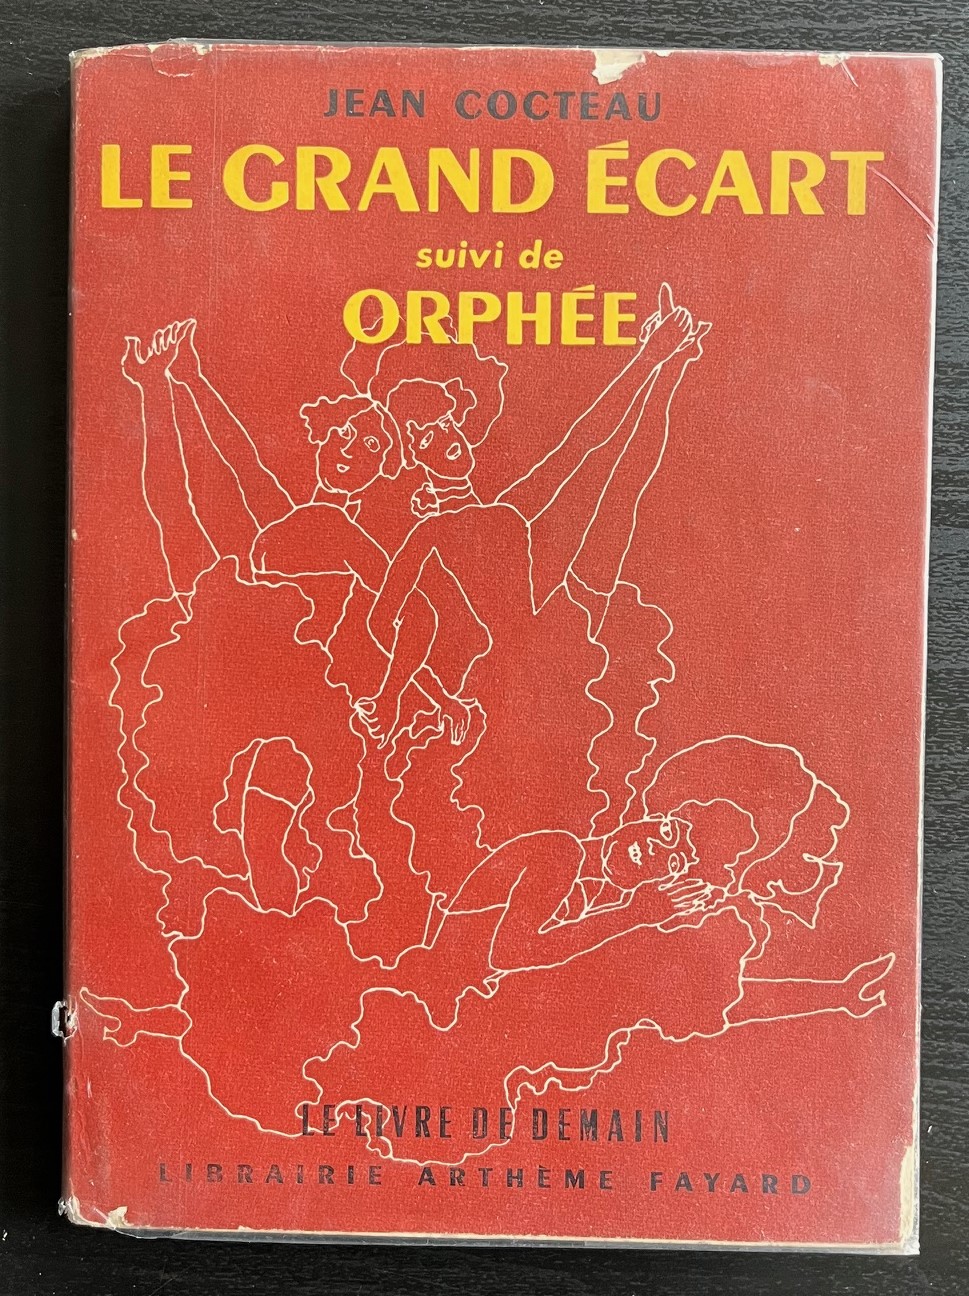 JEAN COCTEAU
LE GRAND ÉCART
suivi de
ORPHÉE
LE LIVRE DE DEMAIN
LIBRAIRIE ARTHÈME FAYARD